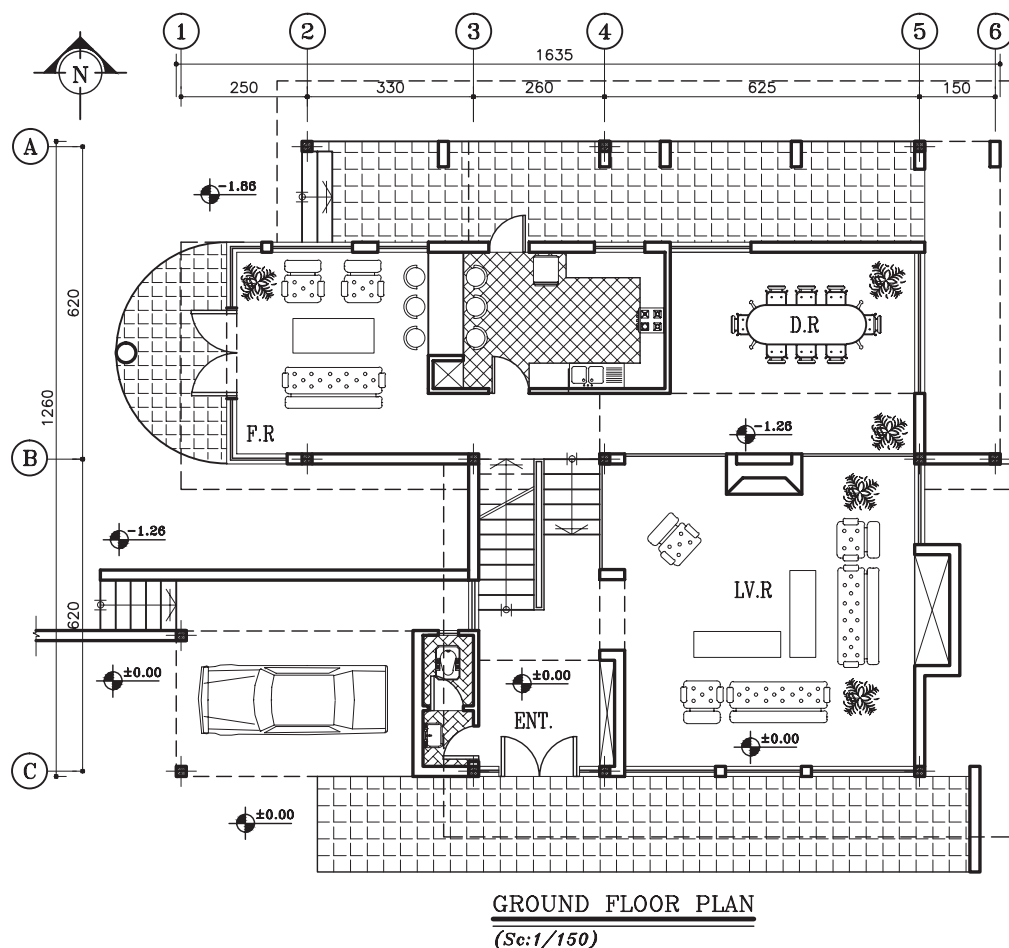 1 2 3 4 5 6
1635
N
250 330 260 625 150
A
-1.86
620
D.R
1260
F.R
-1.26
B
-1.26
LV.R
620
±0.00
±0.00
ENT.
±0.00
C
±0.00
GROUND FLOOR PLAN
(Sc:1/150)